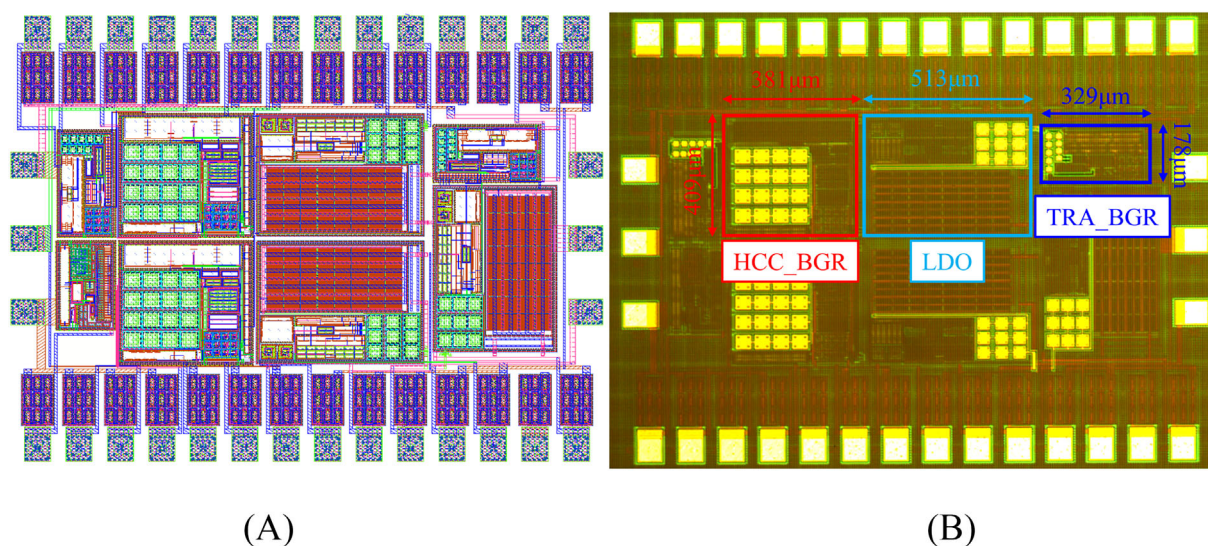 381μm
513μm
329μm
178μm
TRA_BGR
HCC_BGR
LDO
(A)
(B)